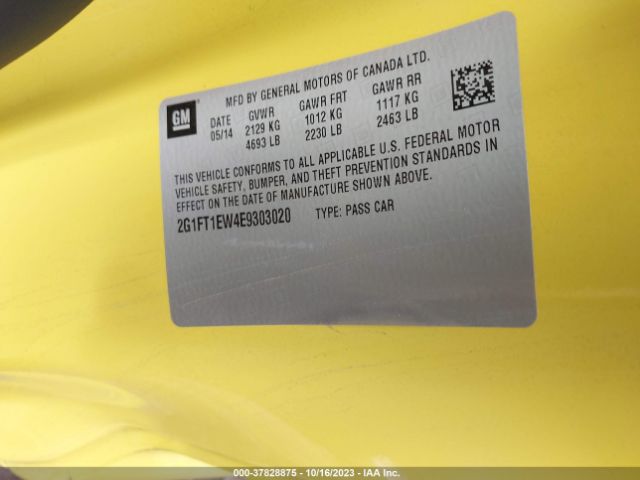 MFD BY GENERAL MOTORS OF CANADA LTD.
GM
DATE GVWR GAWR FRT GAWR RR
05/14 2129 KG 1012 KG 1117 KG
4693 LB 2230 LB 2463 LB
THIS VEHICLE CONFORMS TO ALL APPLICABLE U.S. FEDERAL MOTOR
VEHICLE SAFETY, BUMPER, AND THEFT PREVENTION STANDARDS IN
EFFECT ON THE DATE OF MANUFACTURE SHOWN ABOVE.
2G1FT1EW4E9303020 TYPE: PASS CAR
000-37828875 - 10/16/2023 - IAA Inc.